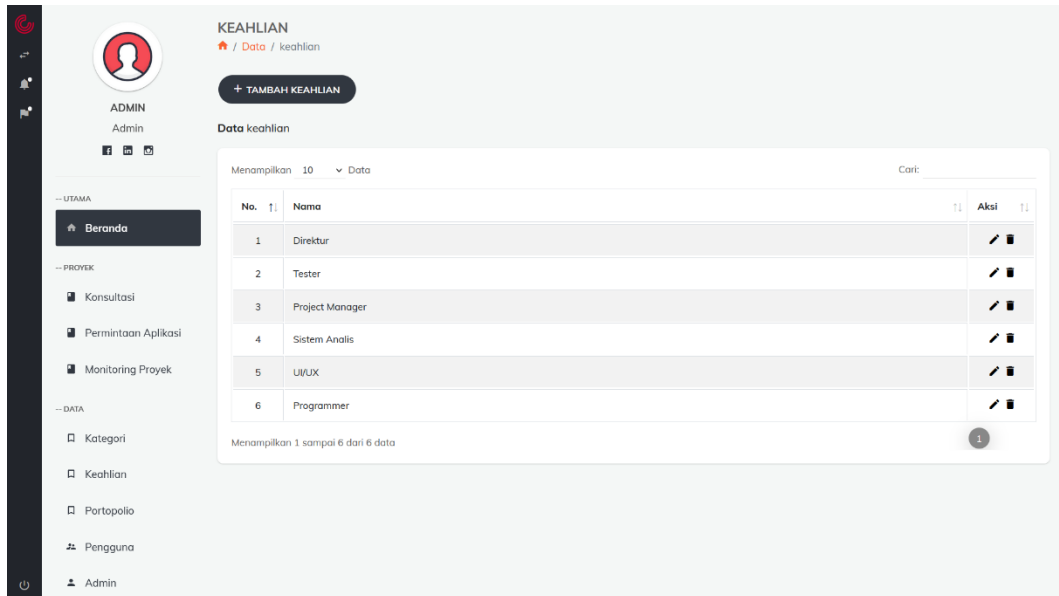 ADMIN
Admin
-- UTAMA
Beranda
-- PROYEK
Konsultasi
Permintaan Aplikasi
Monitoring Proyek
-- DATA
Kategori
Keahlian
Portopolio
Pengguna
Admin
KEAHLIAN
/ Data / keahlian
+ TAMBAH KEAHLIAN
Data keahlian
Menampilkan 10 Data Cari:
No. Nama Aksi
1 Direktur
2 Tester
3 Project Manager
4 Sistem Analis
5 UI/UX
6 Programmer
Menampilkan 1 sampai 6 dari 6 data 1